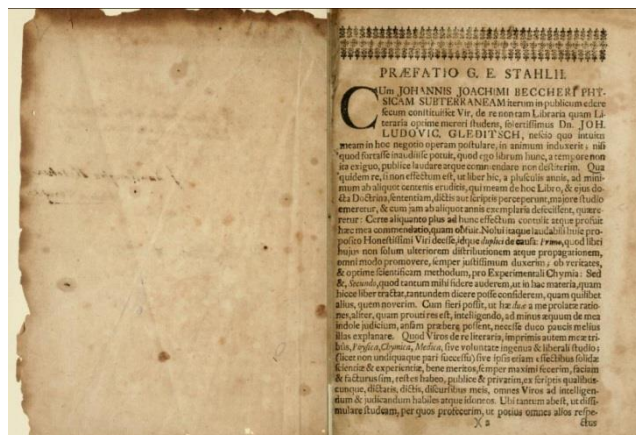 PRÆFATIO G. E. STAHLII.
CUm JOHANNIS JOACHIMI BECCHERI PHY-
SICAM SUBTERRANEAM iterum in publicum edere
secum constituisset Vir, de re non tam Libraria quam Li-
teraria optime mereri studens, solertissimus Dn. JOH.
LUDOVIC. GLEDITSCH, nescio quo intuitu
meam in hoc negotio operam postulare, in animum induxerit; nisi
quod fortasse inaudiisse potuit, quod ego librum hunc, a tempore non
ita exiguo, publice laudare atque commendare non destiterim. Qua
quidem re, si non effectum est, ut liber hic, a plusculis annis, ad mini-
mum ab aliquot centenis eruditis, qui meam de hoc Libro, & ejus do-
cta Doctrina, sententiam, dictis aut scriptis perceperunt, majore studio
emeretur, & cum jam ab aliquot annis exemplaria defecissent, quære-
retur: Certe aliquanto plus ad hunc effectum contulit atque profuit
hæc mea commendatio, quam obfuit. Nolui itaque laudabili huic pro-
posito Honestissimi Viri deesse, idque duplici de causa: Primo, quod libri
hujus non solum ulteriorem distributionem atque propagationem,
omni modo promovere, semper justissimum duxerim; ob veritates,
& optime scientificam methodum, pro Experimentali Chymia: Sed
&, Secundo, quod tantum mihi fidere auderem, ut in hac materia, quam
hicce liber tractat, tantundem dicere posse considerem, quam quilibet
alius, quem noverim. Cum fieri possit, ut hæ duæ a me prolatæ ratio-
nes, aliter, quam prouti res est, intelligendo, ad minus æquum de mea
indole judicium, ansam præbere possent, necesse duco paucis melius
illas explanare. Quod Viros de re literaria, imprimis autem meæ tri-
bus, Physica, Chymica, Medica, sive voluntate ingenua & liberali studio;
(licet non undiquaque pari successu) sive ipsis etiam effectibus solidæ
scientiæ & experientiæ, bene meritos, semper maximi fecerim, faciam
& facturus sim, testes habeo, publice & privatim, ex scriptis qualibus-
cunque, dictatis, dictis, discursibus meis, omnes Viros ad intelligen-
dum & judicandum habiles atque idoneos. Ubi tantum abest, ut dissi-
mulare studeam, per quos profecerim, ut potius omnes alios respe-
X 2 ctus